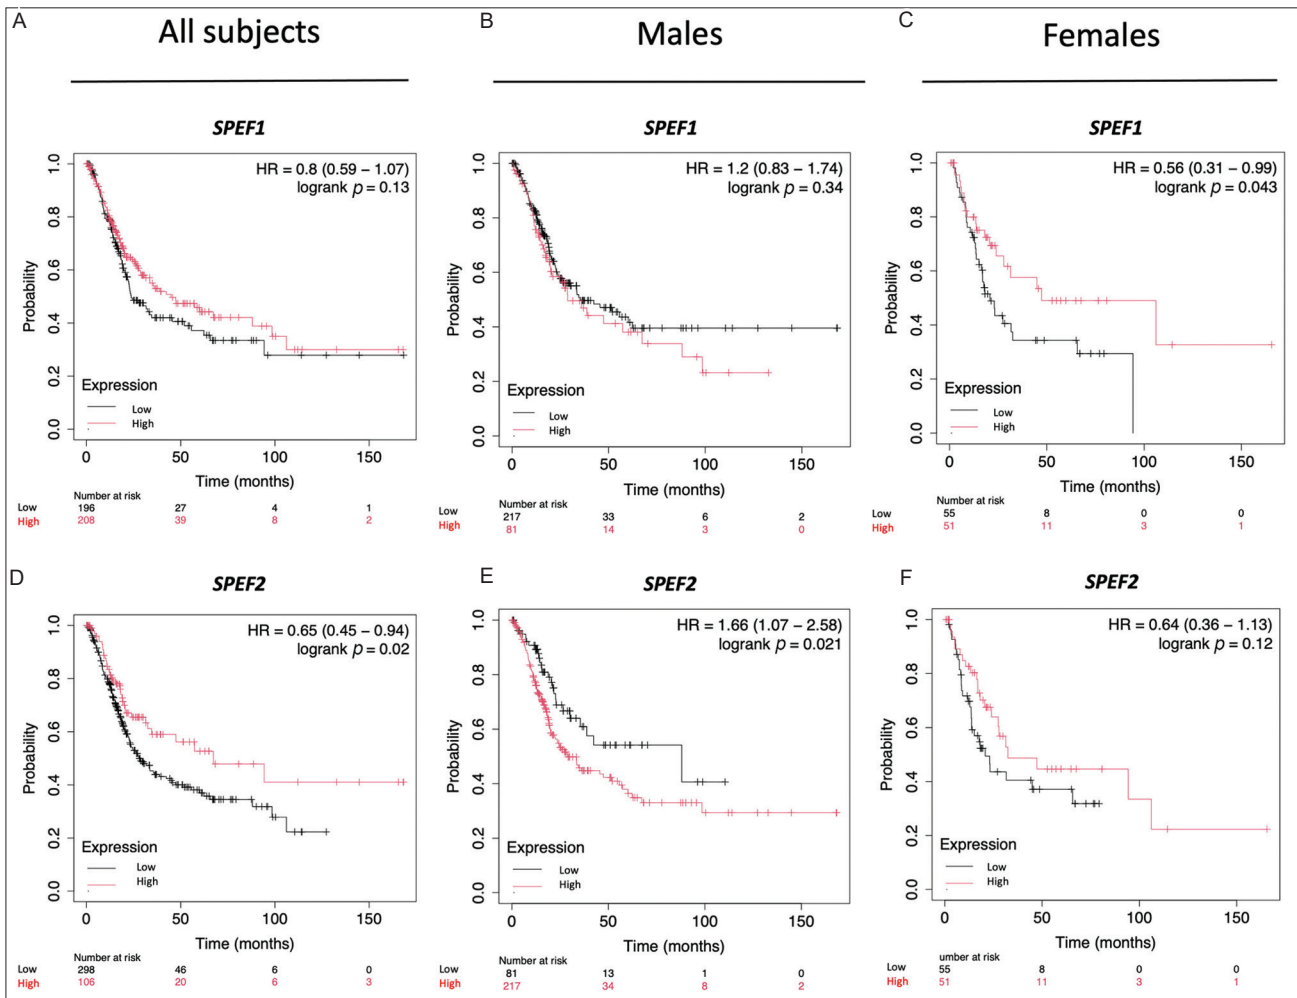 A
All subjects
B
Males
C
Females
SPEF1
HR = 0.8 (0.59 – 1.07)
logrank p = 0.13
Probability
1.0
0.8
0.6
0.4
0.2
0.0
Expression
Low
High
0 50 100 150
Time (months)
Number at risk
Low 196 27 4 1
High 208 39 8 2
SPEF1
HR = 1.2 (0.83 – 1.74)
logrank p = 0.34
Probability
1.0
0.8
0.6
0.4
0.2
0.0
Expression
Low
High
0 50 100 150
Time (months)
Number at risk
Low 217 33 6 2
High 81 14 3 0
SPEF1
HR = 0.56 (0.31 – 0.99)
logrank p = 0.043
Probability
1.0
0.8
0.6
0.4
0.2
0.0
Expression
Low
High
0 50 100 150
Time (months)
Number at risk
Low 55 8 0 0
High 51 11 3 1
D
SPEF2
HR = 0.65 (0.45 – 0.94)
logrank p = 0.02
Probability
1.0
0.8
0.6
0.4
0.2
0.0
Expression
Low
High
0 50 100 150
Time (months)
Number at risk
Low 298 46 6 0
High 106 20 6 3
E
SPEF2
HR = 1.66 (1.07 – 2.58)
logrank p = 0.021
Probability
1.0
0.8
0.6
0.4
0.2
0.0
Expression
Low
High
0 50 100 150
Time (months)
Number at risk
Low 81 13 1 0
High 217 34 8 2
F
SPEF2
HR = 0.64 (0.36 – 1.13)
logrank p = 0.12
Probability
1.0
0.8
0.6
0.4
0.2
0.0
Expression
Low
High
0 50 100 150
Time (months)
umber at risk
Low 55 8 0 0
High 51 11 3 1